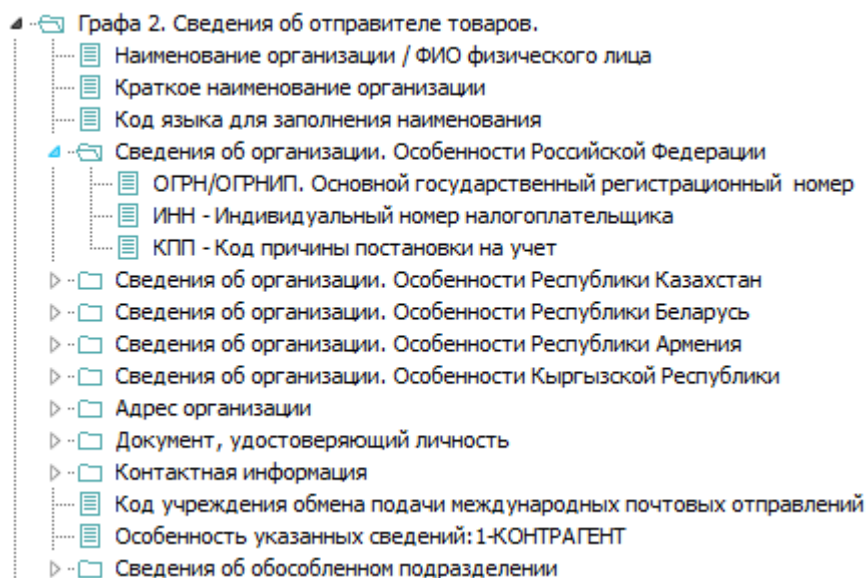 Графа 2. Сведения об отправителе товаров.
Наименование организации / ФИО физического лица
Краткое наименование организации
Код языка для заполнения наименования
Сведения об организации. Особенности Российской Федерации
ОГРН/ОГРНИП. Основной государственный регистрационный номер
ИНН - Индивидуальный номер налогоплательщика
КПП - Код причины постановки на учет
Сведения об организации. Особенности Республики Казахстан
Сведения об организации. Особенности Республики Беларусь
Сведения об организации. Особенности Республики Армения
Сведения об организации. Особенности Кыргызской Республики
Адрес организации
Документ, удостоверяющий личность
Контактная информация
Код учреждения обмена подачи международных почтовых отправлений
Особенность указанных сведений:1-КОНТРАГЕНТ
Сведения об обособленном подразделении